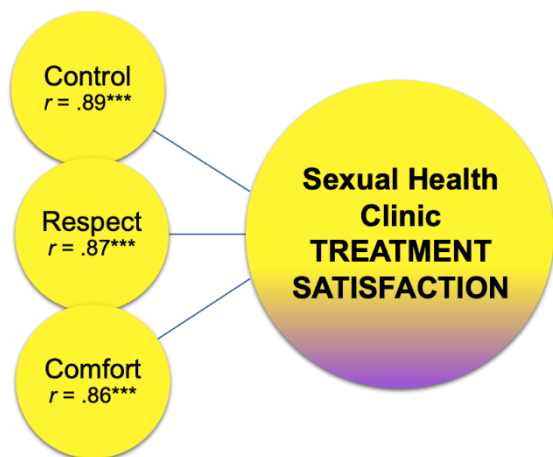 Control
r = .89***
Respect
r = .87***
Comfort
r = .86***
Sexual Health
Clinic
TREATMENT
SATISFACTION